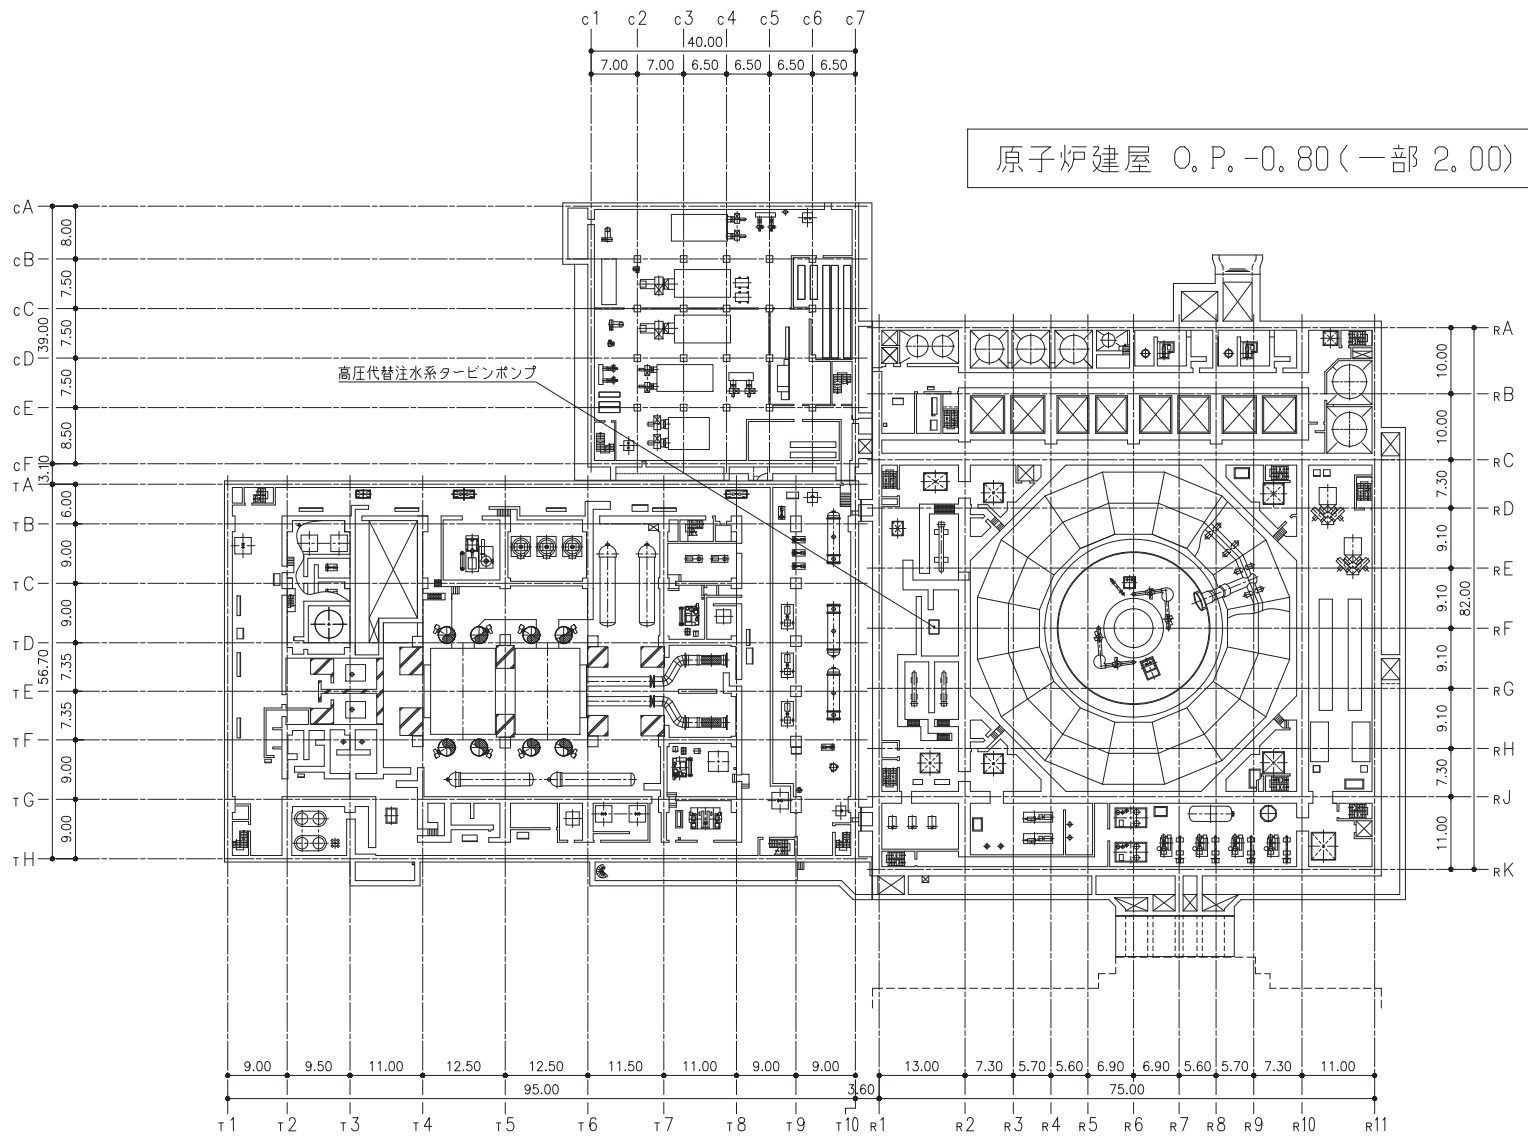 c1 c2 c3 c4 c5 c6 c7
40.00
7.00 7.00 6.50 6.50 6.50 6.50
原子炉建屋 O.P.-0.80(一部 2.00)
cA
8.00
cB
7.50
cC
7.50
39.00
cD
7.50
cE
8.50
cF
3.10
TA
6.00
TB
9.00
TC
9.00
TD
7.35
56.70
TE
7.35
TF
9.00
TG
9.00
TH
高圧代替注水系タービンポンプ
RA
10.00
RB
10.00
RC
7.30
RD
9.10
RE
9.10
82.00
RF
9.10
RG
9.10
RH
7.30
RJ
11.00
RK
9.00 9.50 11.00 12.50 12.50 11.50 11.00 9.00 9.00 13.00 7.30 5.70 5.60 6.90 6.90 5.60 5.70 7.30 11.00
95.00 3.60 75.00
T1 T2 T3 T4 T5 T6 T7 T8 T9 T10 R1 R2 R3 R4 R5 R6 R7 R8 R9 R10 R11